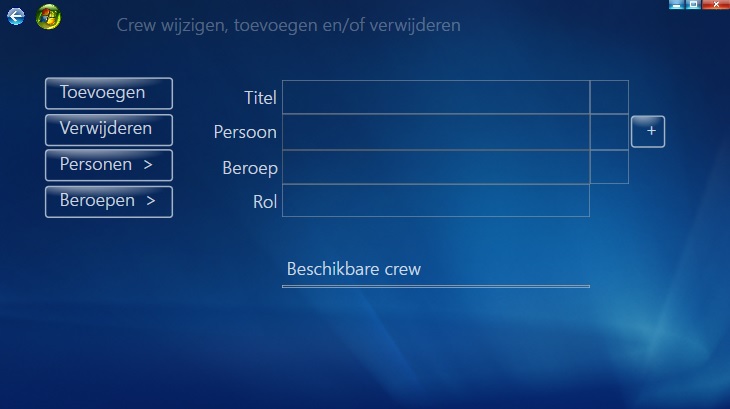 Crew wijzigen, toevoegen en/of verwijderen
Toevoegen
Verwijderen
Personen >
Beroepen >
Titel
Persoon
+
Beroep
Rol
Beschikbare crew